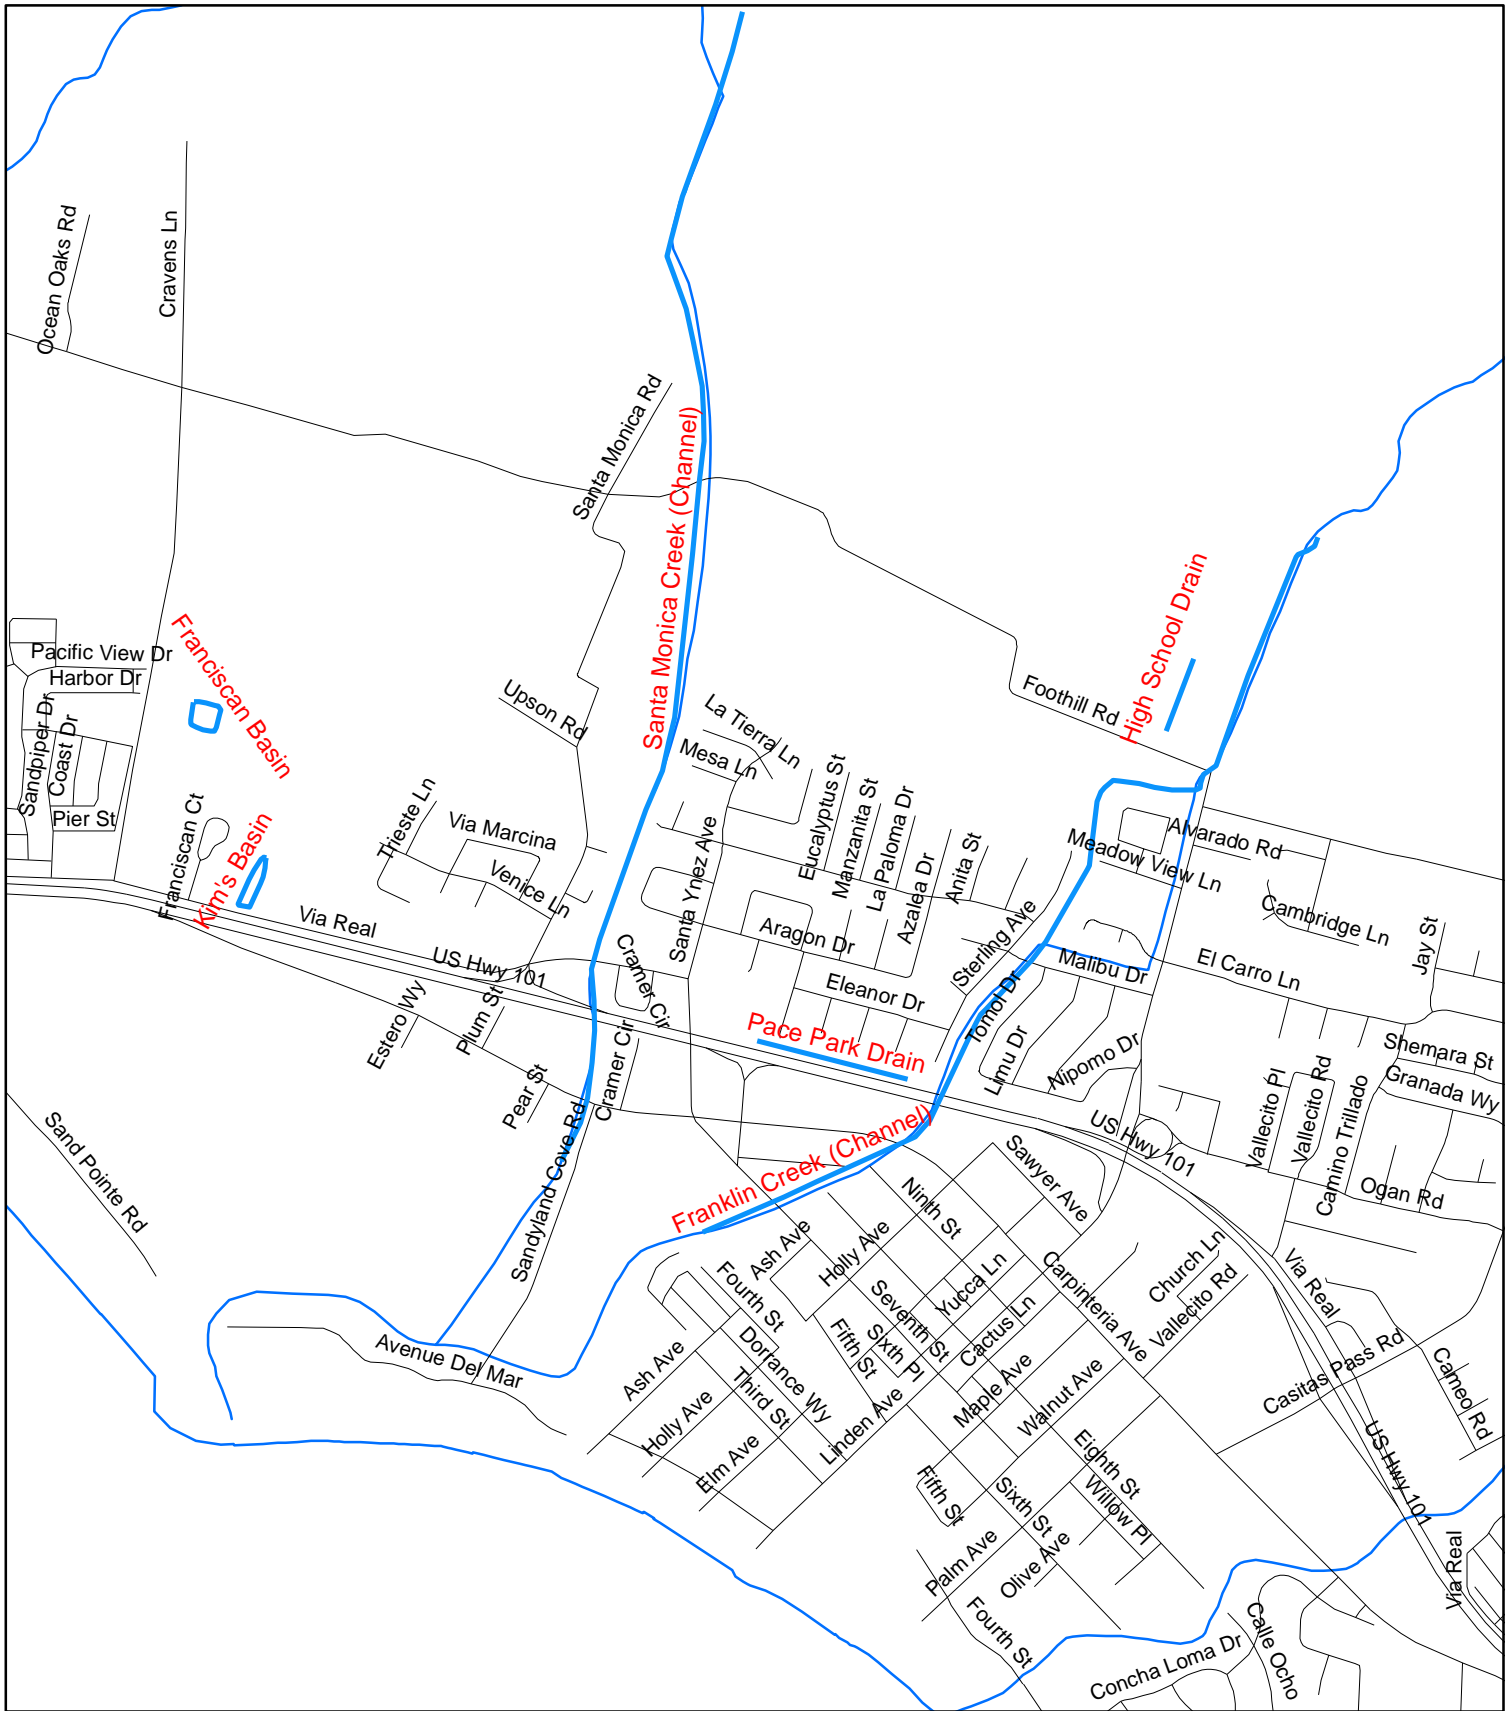 Ocean Oaks Rd
Cravens Ln
Santa Monica Rd
Santa Monica Creek (Channel)
High School Drain
Franciscan Basin
Pacific View Dr
Harbor Dr
Sandpiper Dr
Coast Dr
Pier St
Franciscan Ct
Kim's Basin
Upson Rd
La Tierra Ln
Mesa Ln
Foothill Rd
Trieste Ln
Via Marcina
Venice Ln
Santa Ynez Ave
Eucalyptus St
Manzanita St
La Paloma Dr
Azalea Dr
Anita St
Alvarado Rd
Meadow View Ln
Cambridge Ln
Jay St
Via Real
US Hwy 101
Cramer Cir
Aragon Dr
Eleanor Dr
Sterling Ave
Malibu Dr
El Carro Ln
Estero Wy
Plum St
Pear St
Cramer Cir
Pace Park Drain
Tomol Dr
Limu Dr
Nipomo Dr
Shemara St
Granada Wy
Vallecito Pl
Vallecito Rd
Camino Trillado
Ogan Rd
US Hwy 101
Sand Pointe Rd
Sandyland Cove Rd
Franklin Creek (Channel)
Sawyer Ave
Ninth St
Ash Ave
Holly Ave
Fourth St
Seventh St
Yucca Ln
Carpinteria Ave
Church Ln
Vallecito Rd
Via Real
Fifth St
Sixth Pl
Cactus Ln
Avenue Del Mar
Ash Ave
Dorrance Wy
Third St
Holly Ave
Elm Ave
Linden Ave
Maple Ave
Walnut Ave
Casitas Pass Rd
Cameo Rd
US Hwy 101
Eighth St
Willow Pl
Fifth St
Sixth St
Palm Ave
Olive Ave
Fourth St
Via Real
Calle Ocho
Concha Loma Dr